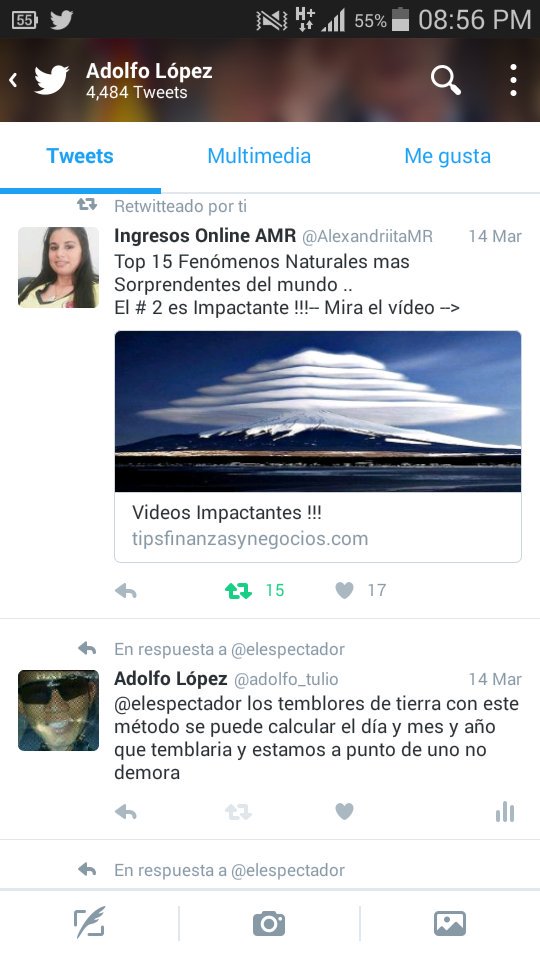 55
H+
55%
08:56 PM
Adolfo López
4,484 Tweets
Tweets
Multimedia
Me gusta
Retwitteado por ti
Ingresos Online AMR @AlexandriitaMR 14 Mar
Top 15 Fenómenos Naturales mas
Sorprendentes del mundo ..
El # 2 es Impactante !!!-- Mira el vídeo -->
Videos Impactantes !!!
tipsfinanzasynegocios.com
15
17
En respuesta a @elespectador
Adolfo López @adolfo_tulio 14 Mar
@elespectador los temblores de tierra con este
método se puede calcular el día y mes y año
que temblaria y estamos a punto de uno no
demora
En respuesta a @elespectador